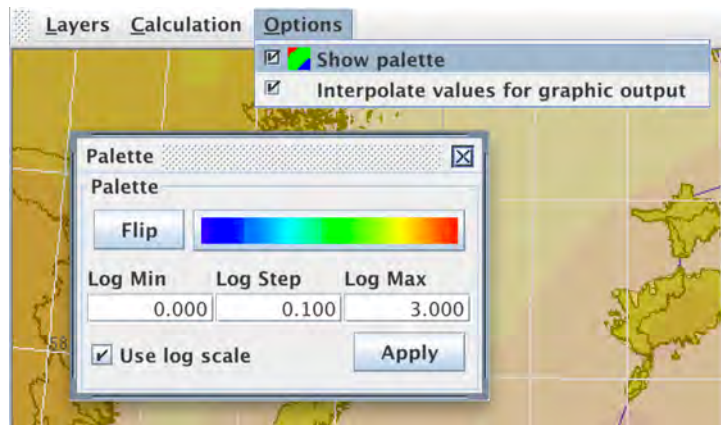 Layers Calculation Options
Show palette
Interpolate values for graphic output
Palette
Palette
Flip
Log Min Log Step Log Max
0.000 0.100 3.000
58
Use log scale Apply